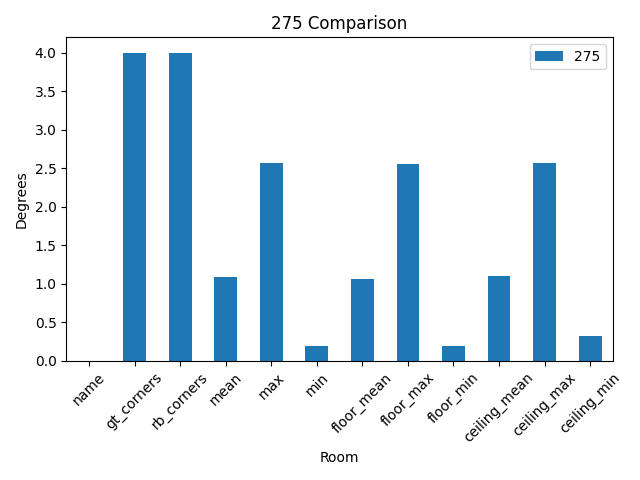 275 Comparison
275
Degrees
4.0
3.5
3.0
2.5
2.0
1.5
1.0
0.5
0.0
name
gt_corners
rb_corners
mean
max
min
floor_mean
floor_max
floor_min
ceiling_mean
ceiling_max
ceiling_min
Room